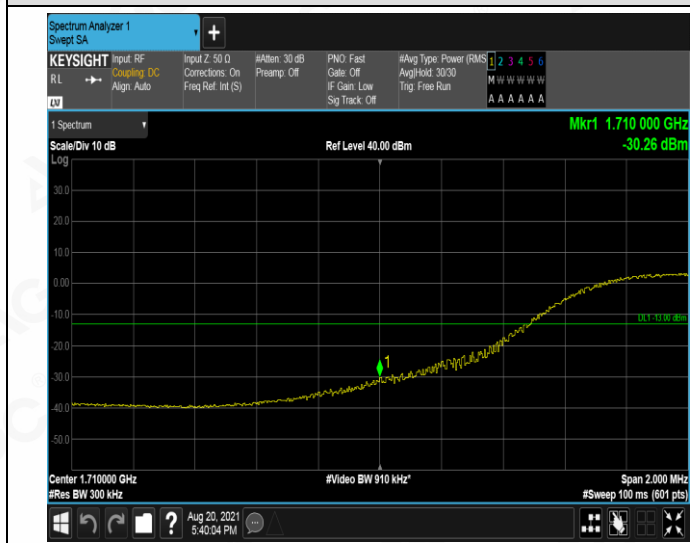 Spectrum Analyzer 1
Swept SA
+
KEYSIGHT Input: RF Input Z: 50 Ω #Atten: 30 dB PNO: Fast #Avg Type: Power (RMS 1 2 3 4 5 6
RL Coupling: DC Corrections: On Preamp: Off Gate: Off Avg|Hold: 30/30 M W W W W W
Align: Auto Freq Ref: Int (S) IF Gain: Low Trig: Free Run
LXI Sig Track: Off A A A A A A
1 Spectrum Mkr1 1.710 000 GHz
Scale/Div 10 dB Ref Level 40.00 dBm -30.26 dBm
Log
30.0
20.0
10.0
0.00
-10.0
DL1 -13.00 dBm
-20.0
1
-30.0
-40.0
-50.0
Center 1.710000 GHz #Video BW 910 kHz* Span 2.000 MHz
#Res BW 300 kHz #Sweep 100 ms (601 pts)
? Aug 20, 2021
5:40:04 PM